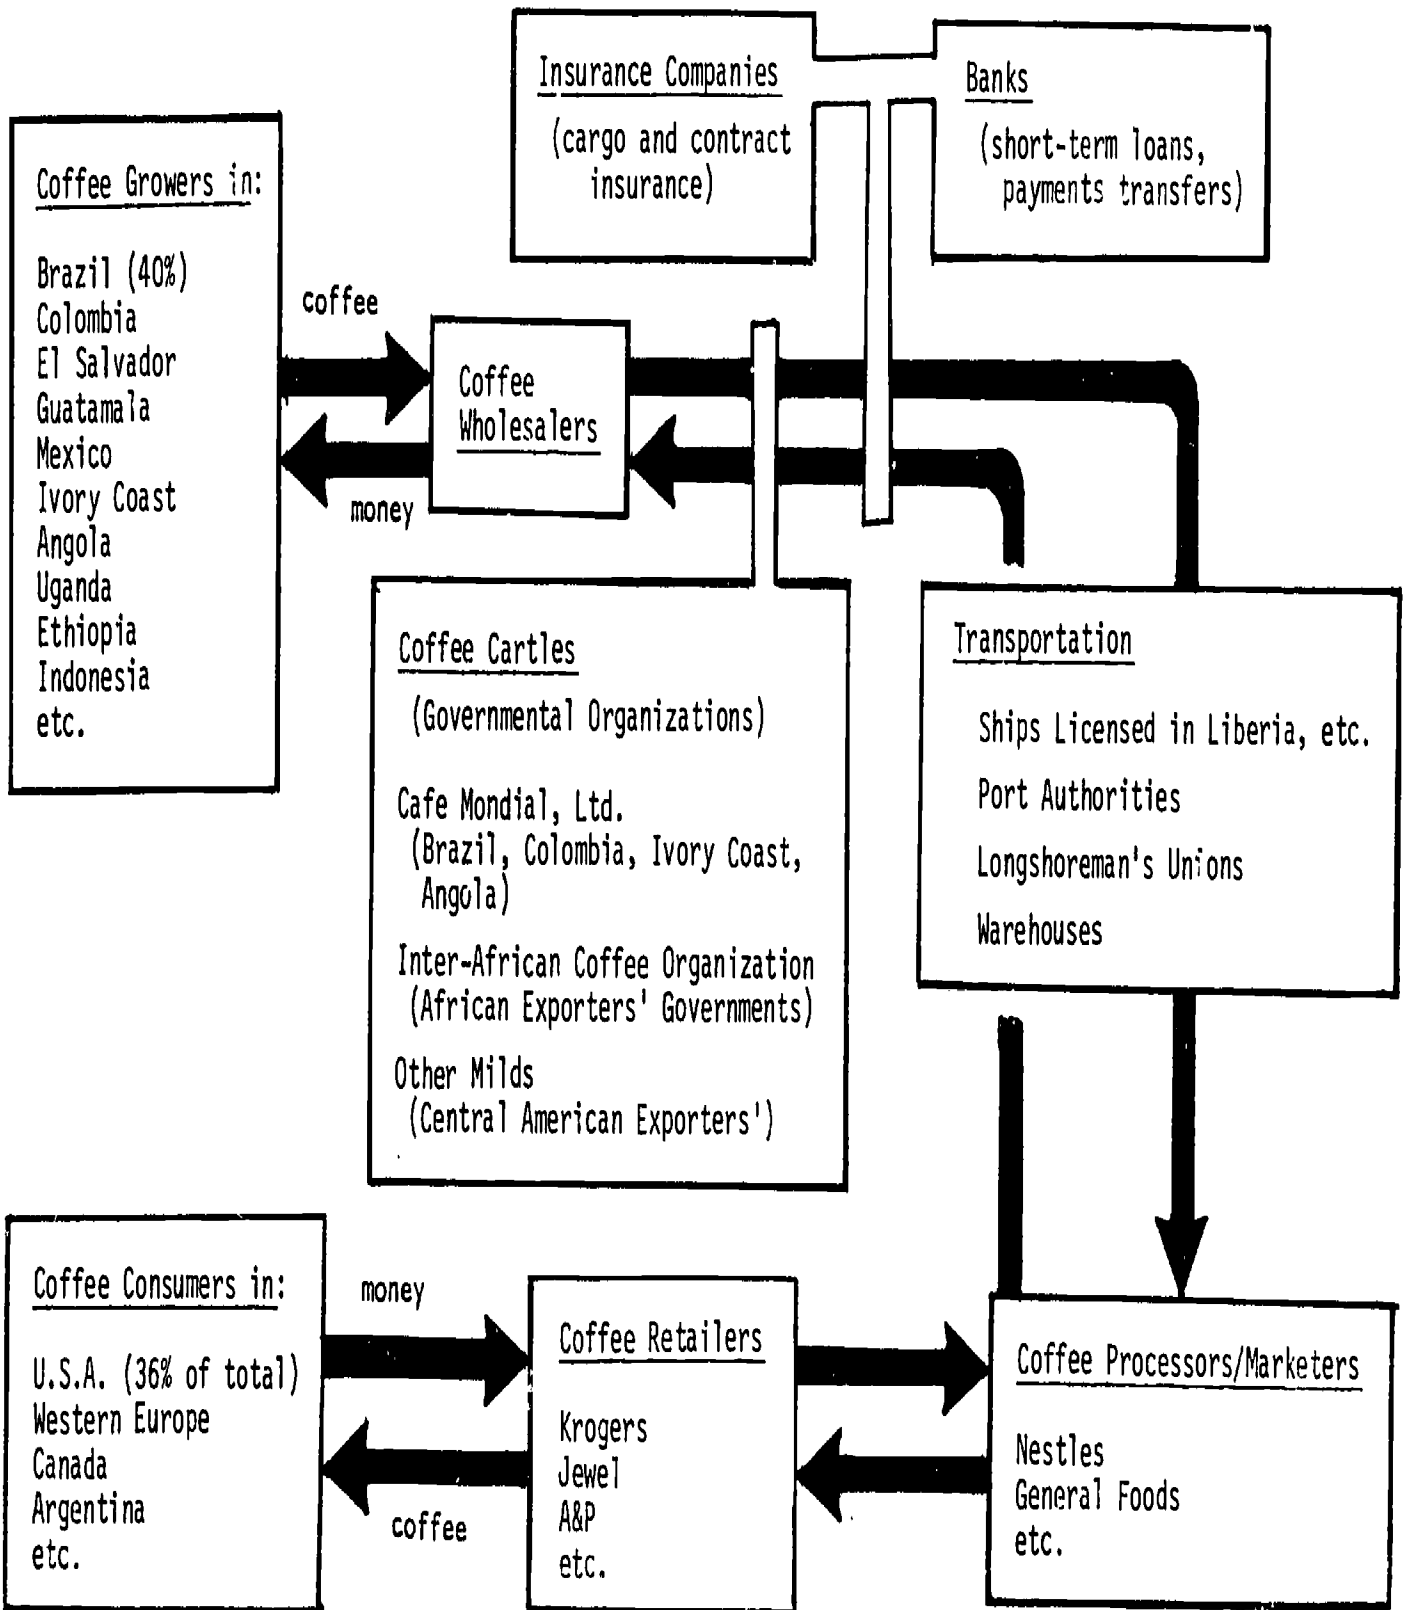 Insurance Companies
(cargo and contract
insurance)
Banks
(short-term loans,
payments transfers)
Coffee Growers in:
Brazil (40%)
Colombia
El Salvador
Guatamala
Mexico
Ivory Coast
Angola
Uganda
Ethiopia
Indonesia
etc.
coffee
money
Coffee
Wholesalers
Coffee Cartles
(Governmental Organizations)
Cafe Mondial, Ltd.
(Brazil, Colombia, Ivory Coast,
Angola)
Inter-African Coffee Organization
(African Exporters' Governments)
Other Milds
(Central American Exporters')
Transportation
Ships Licensed in Liberia, etc.
Port Authorities
Longshoreman's Unions
Warehouses
Coffee Consumers in:
U.S.A. (36% of total)
Western Europe
Canada
Argentina
etc.
money
coffee
Coffee Retailers
Krogers
Jewel
A&P
etc.
Coffee Processors/Marketers
Nestles
General Foods
etc.